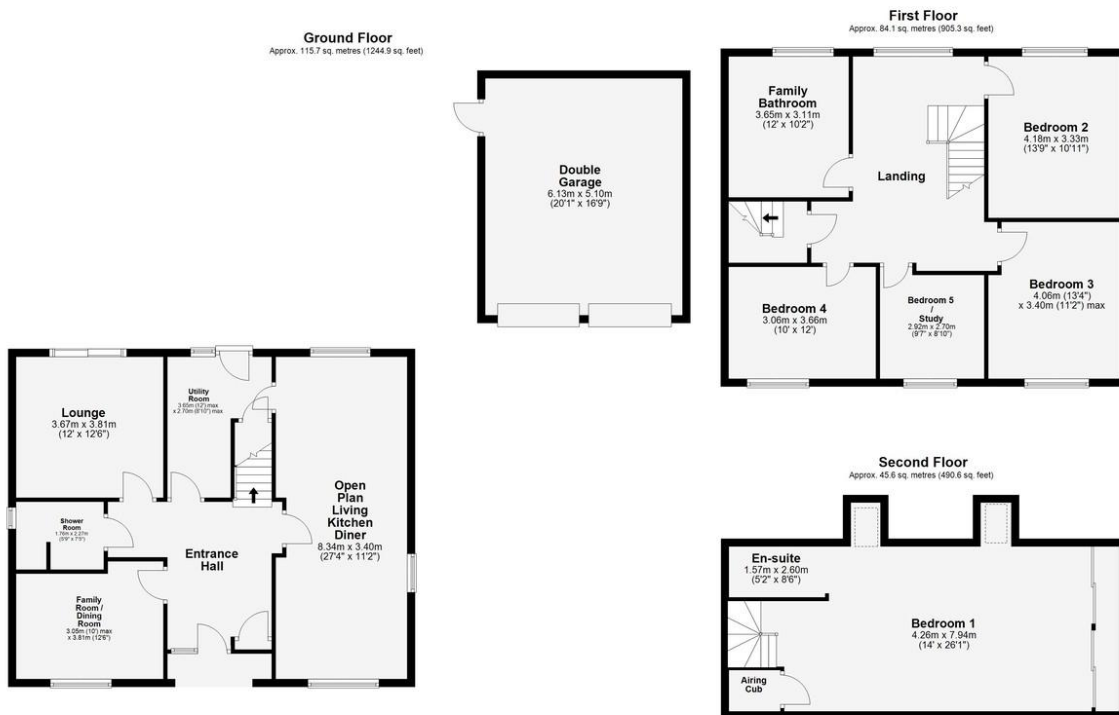 Ground Floor
Approx. 115.7 sq. metres (1244.9 sq. feet)
Double
Garage
6.13m x 5.10m
(20'1" x 16'9")
Lounge
3.67m x 3.81m
(12' x 12'6")
Utility
Room
3.65m (12') max
x 2.70m (8'10") max
Open
Plan
Living
Kitchen
Diner
8.34m x 3.40m
(27'4" x 11'2")
Shower
Room
1.76m x 2.27m
(5'9" x 7'5")
Entrance
Hall
Family
Room /
Dining
Room
3.05m (10') max
x 3.81m (12'6")
First Floor
Approx. 84.1 sq. metres (905.3 sq. feet)
Family
Bathroom
3.65m x 3.11m
(12' x 10'2")
Bedroom 2
4.18m x 3.33m
(13'9" x 10'11")
Landing
Bedroom 4
3.06m x 3.66m
(10' x 12')
Bedroom 5
/
Study
2.92m x 2.70m
(9'7" x 8'10")
Bedroom 3
4.06m (13'4")
x 3.40m (11'2") max
Second Floor
Approx. 45.6 sq. metres (490.6 sq. feet)
En-suite
1.57m x 2.60m
(5'2" x 8'6")
Bedroom 1
4.26m x 7.94m
(14' x 26'1")
Airing
Cub